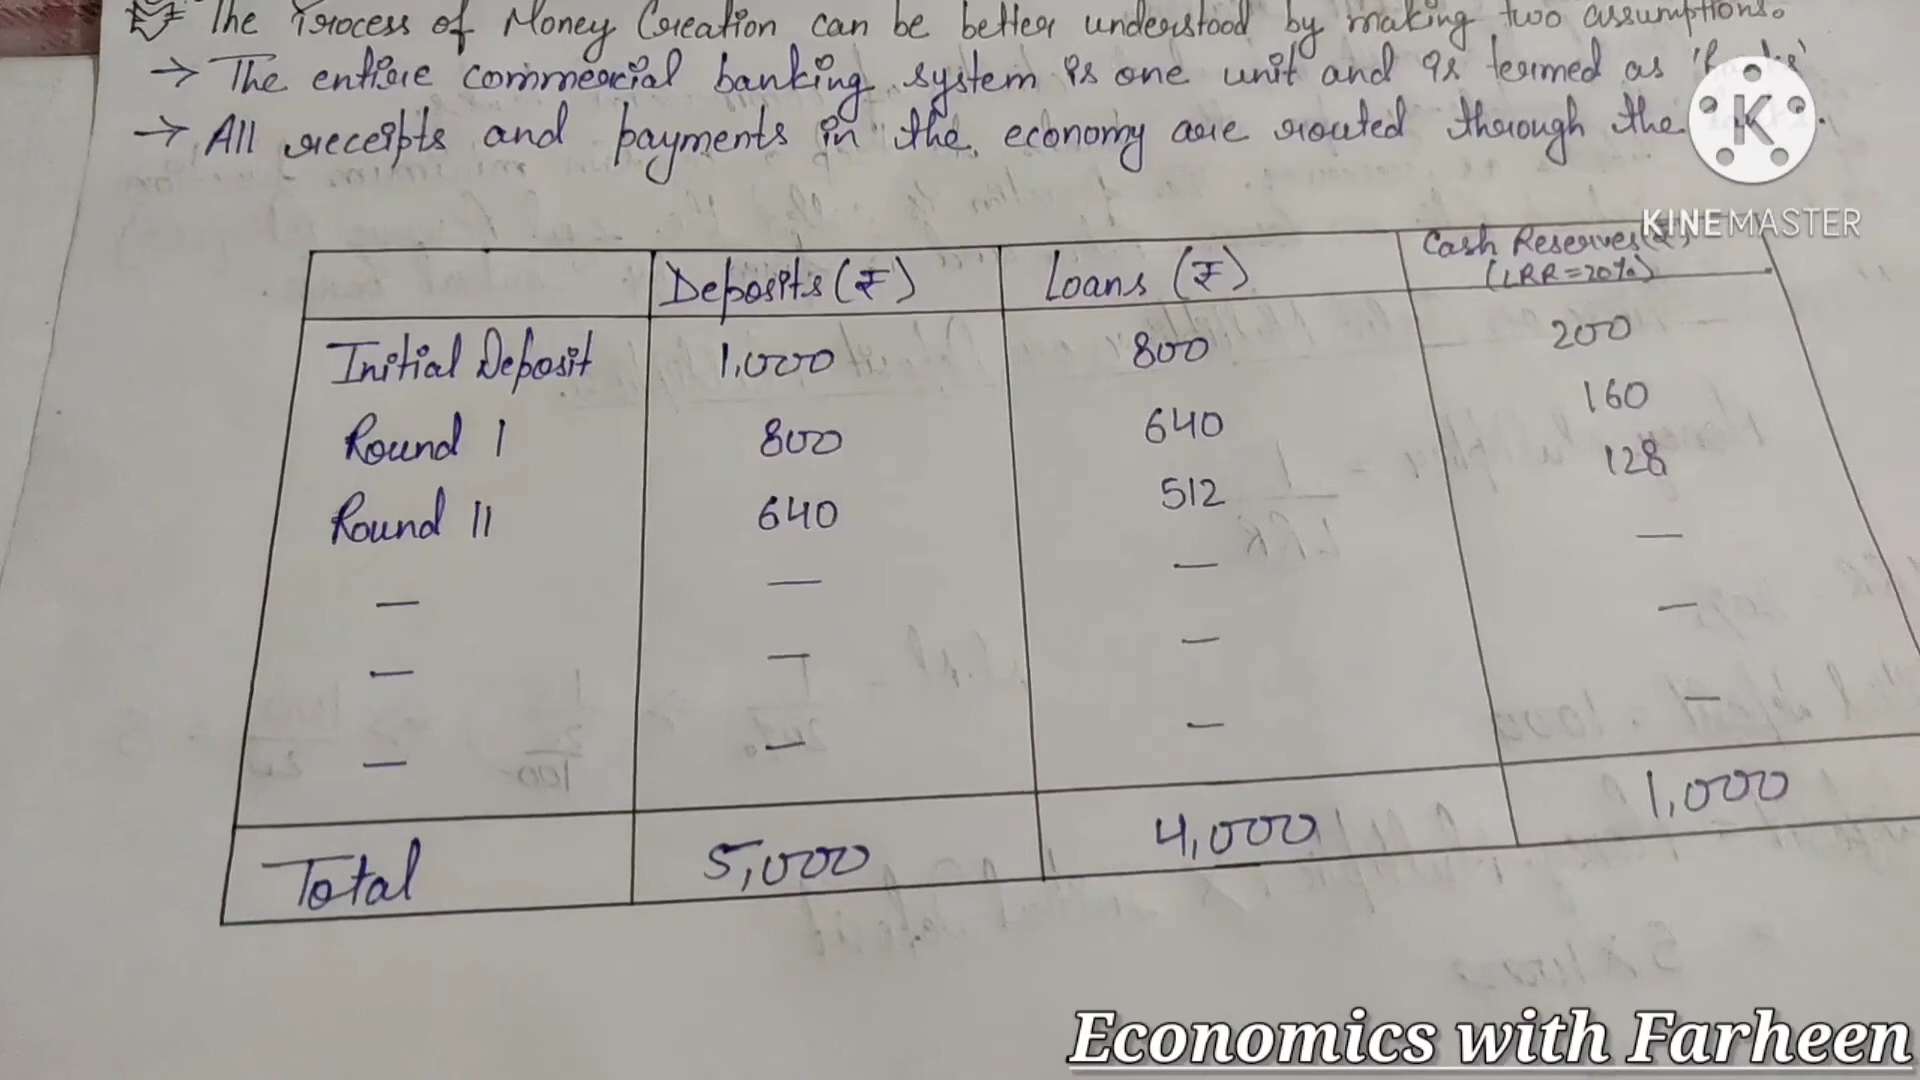 The Process of Money Creation can be better understood by making two assumptions.
→ The entire commercial banking system is one unit and is termed as
→ All receipts and payments in the economy are routed through the
K
KINEMASTER
Deposits (₹) Loans (₹) Cash Reserves (₹) (LRR=20%)
Initial Deposit 1,000 800 200
Round I 800 640 160
Round II 640 512 128
— — — —
— — — —
— — — —
Total 5,000 4,000 1,000
Economics with Farheen